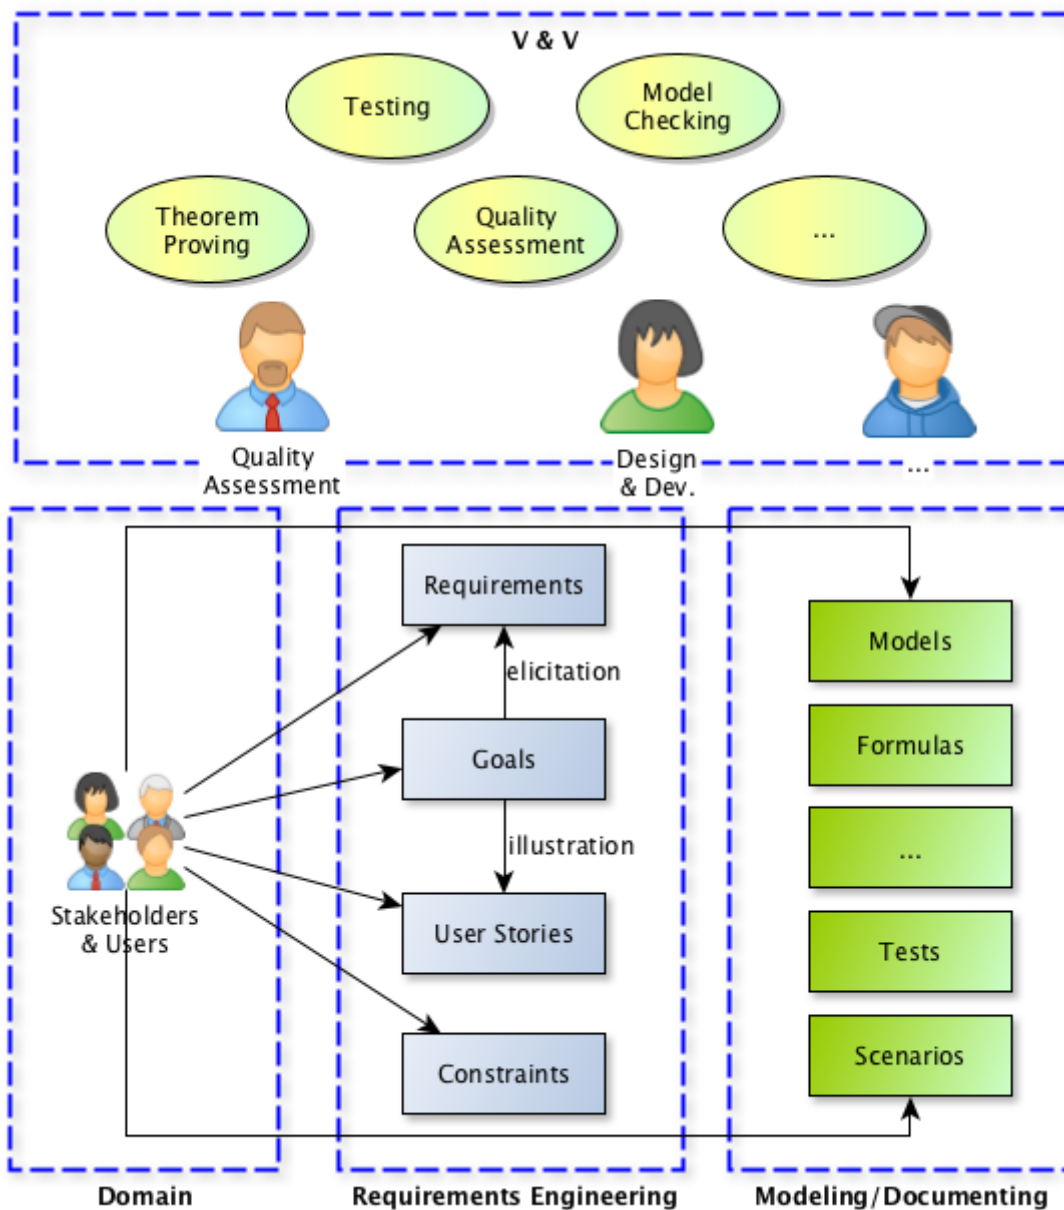 V & V
Testing
Model
Checking
Theorem
Proving
Quality
Assessment
...
Quality
Assessment
Design
& Dev.
...
Requirements
elicitation
Goals
illustration
User Stories
Constraints
Stakeholders
& Users
Models
Formulas
...
Tests
Scenarios
Domain
Requirements Engineering
Modeling/Documenting